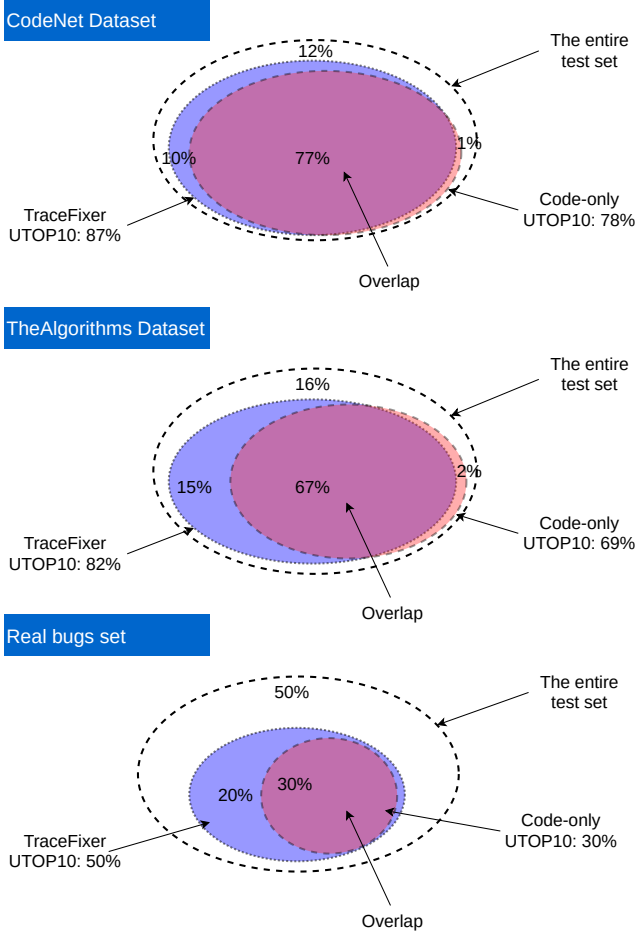 CodeNet Dataset
12%
The entire
test set
10%
77%
1%
TraceFixer
UTOP10: 87%
Code-only
UTOP10: 78%
Overlap
TheAlgorithms Dataset
16%
The entire
test set
15%
67%
2%
TraceFixer
UTOP10: 82%
Code-only
UTOP10: 69%
Overlap
Real bugs set
50%
The entire
test set
20%
30%
TraceFixer
UTOP10: 50%
Code-only
UTOP10: 30%
Overlap